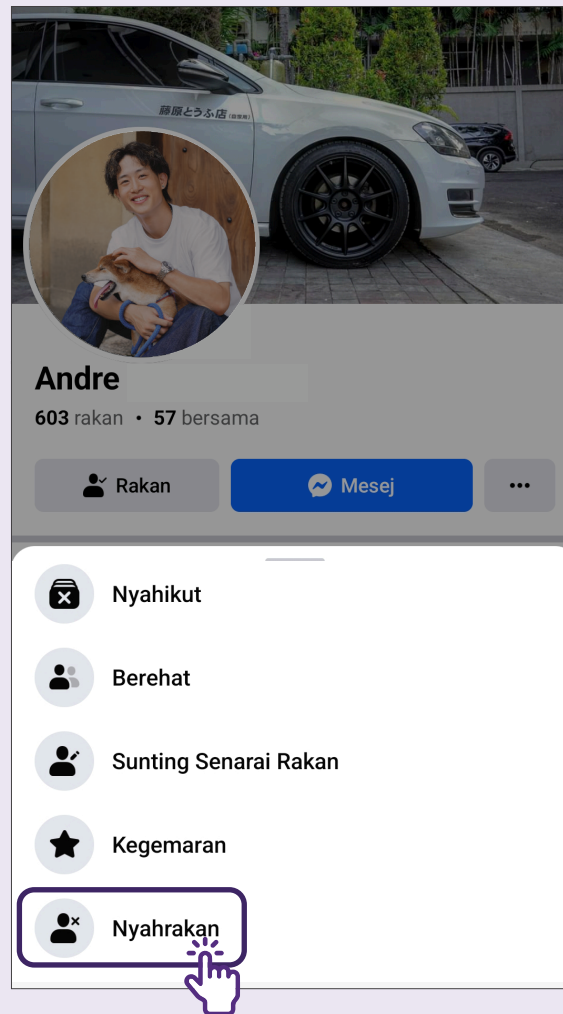 藤原とうふ店
Andre
603 rakan • 57 bersama
Rakan
Mesej
Nyahikut
Berehat
Sunting Senarai Rakan
Kegemaran
Nyahrakan